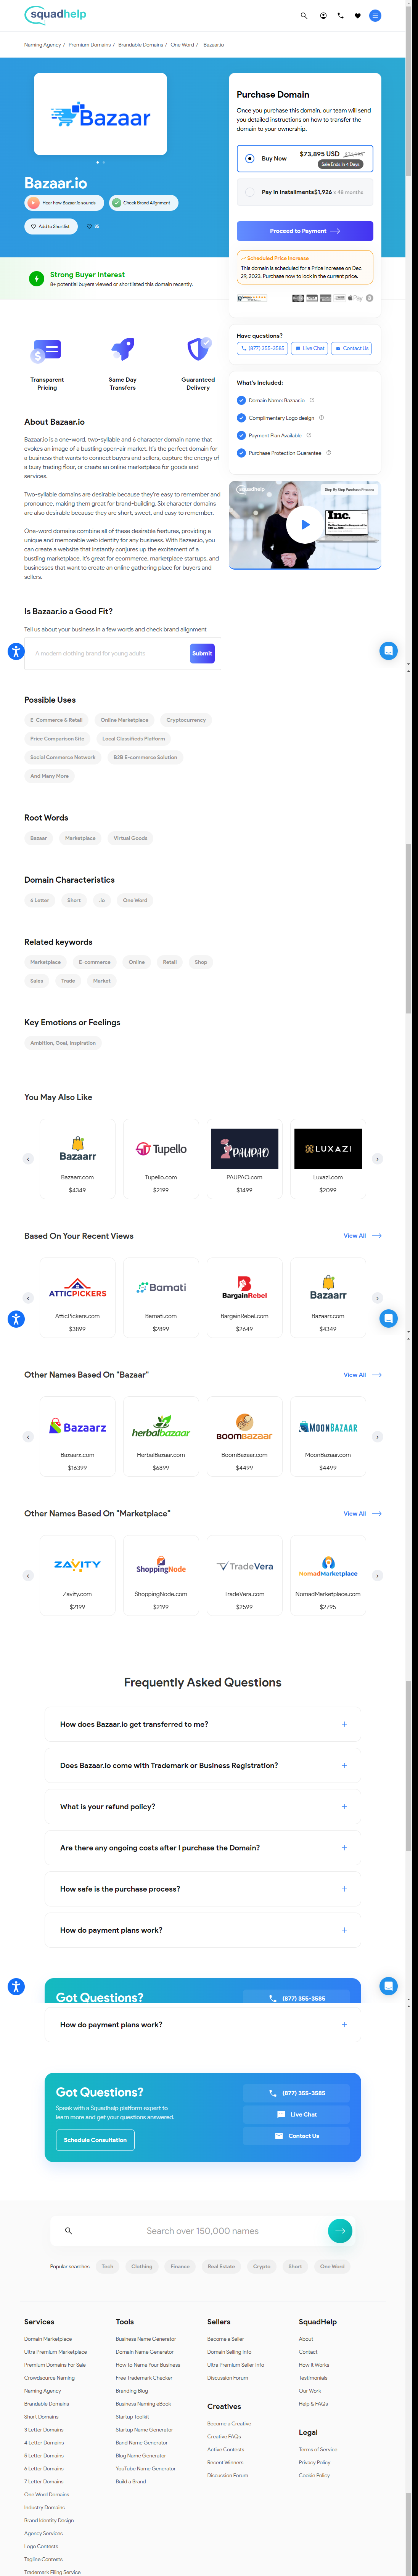 squadhelp
Naming Agency / Premium Domains / Brandable Domains / One Word / Bazaar.io
Bazaar
Bazaar.io
Hear how Bazaar.io sounds
Check Brand Alignment
Add to Shortlist
Strong Buyer Interest
8+ potential buyers viewed or shortlisted this domain recently.
Purchase Domain
Once you purchase this domain, our team will send
you detailed instructions on how to transfer the
domain to your ownership.
Buy Now
$73,895 USD
Sale Ends In 4 Days
Pay in Installments $1,926 x 48 months
Proceed to Payment
Scheduled Price Increase
This domain is scheduled for a Price Increase on Dec
29, 2023. Purchase now to lock in the current price.
Have questions?
(877) 355-3585
Live Chat
Contact Us
What's Included:
Domain Name: Bazaar.io
Complimentary Logo design
Payment Plan Available
Purchase Protection Guarantee
squadhelp
Step By Step Purchase Process
Inc.
Transparent
Pricing
Same Day
Transfers
Guaranteed
Delivery
About Bazaar.io
Bazaar.io is a one-word, two-syllable and 6 character domain name that
evokes an image of a bustling open-air market. It's the perfect domain for
a business that wants to connect buyers and sellers, capture the energy of
a busy trading floor, or create an online marketplace for goods and
services.
Two-syllable domains are desirable because they're easy to remember and
pronounce, making them great for brand-building. Six character domains
are also desirable because they are short, sweet, and easy to remember.
One-word domains combine all of these desirable features, providing a
unique and memorable web identity for any business. With Bazaar.io, you
can create a website that instantly conjures up the excitement of a
bustling marketplace. It's great for ecommerce, marketplace startups, and
businesses that want to create an online gathering place for buyers and
sellers.
Is Bazaar.io a Good Fit?
Tell us about your business in a few words and check brand alignment
A modern clothing brand for young adults
Submit
Possible Uses
E-Commerce & Retail
Online Marketplace
Cryptocurrency
Price Comparison Site
Local Classifieds Platform
Social Commerce Network
B2B E-commerce Solution
And Many More
Root Words
Bazaar
Marketplace
Virtual Goods
Domain Characteristics
6 Letter
Short
.io
One Word
Related keywords
Marketplace
E-commerce
Online
Retail
Shop
Sales
Trade
Market
Key Emotions or Feelings
Ambition, Goal, Inspiration
You May Also Like
Bazaarr
Tupello
PAUPAO
LUXAZI
Bazaarr.com
Tupello.com
PAUPAO.com
Luxazi.com
$4349
$2199
$1499
$2099
Based On Your Recent Views
View All
ATTICPICKERS
Barnati
BargainRebel
Bazaarr
AtticPickers.com
Barnati.com
BargainRebel.com
Bazaarr.com
$3899
$2899
$2649
$4349
Other Names Based On "Bazaar"
View All
Bazaarz
herbalbazaar
BOOMBAZAAR
MOONBAZAAR
Bazaarz.com
HerbalBazaar.com
BoomBazaar.com
MoonBazaar.com
$16399
$6899
$4499
$4499
Other Names Based On "Marketplace"
View All
ZAVITY
ShoppingNode
TradeVera
NomadMarketplace
Zavity.com
ShoppingNode.com
TradeVera.com
NomadMarketplace.com
$2199
$2199
$2599
$2795
Frequently Asked Questions
How does Bazaar.io get transferred to me?
Does Bazaar.io come with Trademark or Business Registration?
What is your refund policy?
Are there any ongoing costs after I purchase the Domain?
How safe is the purchase process?
How do payment plans work?
Got Questions?
(877) 355-3585
How do payment plans work?
Got Questions?
Speak with a Squadhelp platform expert to
learn more and get your questions answered.
Schedule Consultation
(877) 355-3585
Live Chat
Contact Us
Search over 150,000 names
Popular searches
Tech
Clothing
Finance
Real Estate
Crypto
Short
One Word
Services
Domain Marketplace
Ultra Premium Marketplace
Premium Domains For Sale
Crowdsource Naming
Naming Agency
Brandable Domains
Short Domains
3 Letter Domains
4 Letter Domains
5 Letter Domains
6 Letter Domains
7 Letter Domains
One Word Domains
Industry Domains
Brand Identity Design
Agency Services
Logo Contests
Tagline Contests
Trademark Filing Service
Tools
Business Name Generator
Domain Name Generator
How to Name Your Business
Free Trademark Checker
Branding Blog
Business Naming eBook
Startup Toolkit
Startup Name Generator
Band Name Generator
Blog Name Generator
YouTube Name Generator
Build a Brand
Sellers
Become a Seller
Domain Selling Info
Ultra Premium Seller Info
Discussion Forum
Creatives
Become a Creative
Creative FAQs
Active Contests
Recent Winners
Discussion Forum
SquadHelp
About
Contact
How It Works
Testimonials
Our Work
Help & FAQs
Legal
Terms of Service
Privacy Policy
Cookie Policy